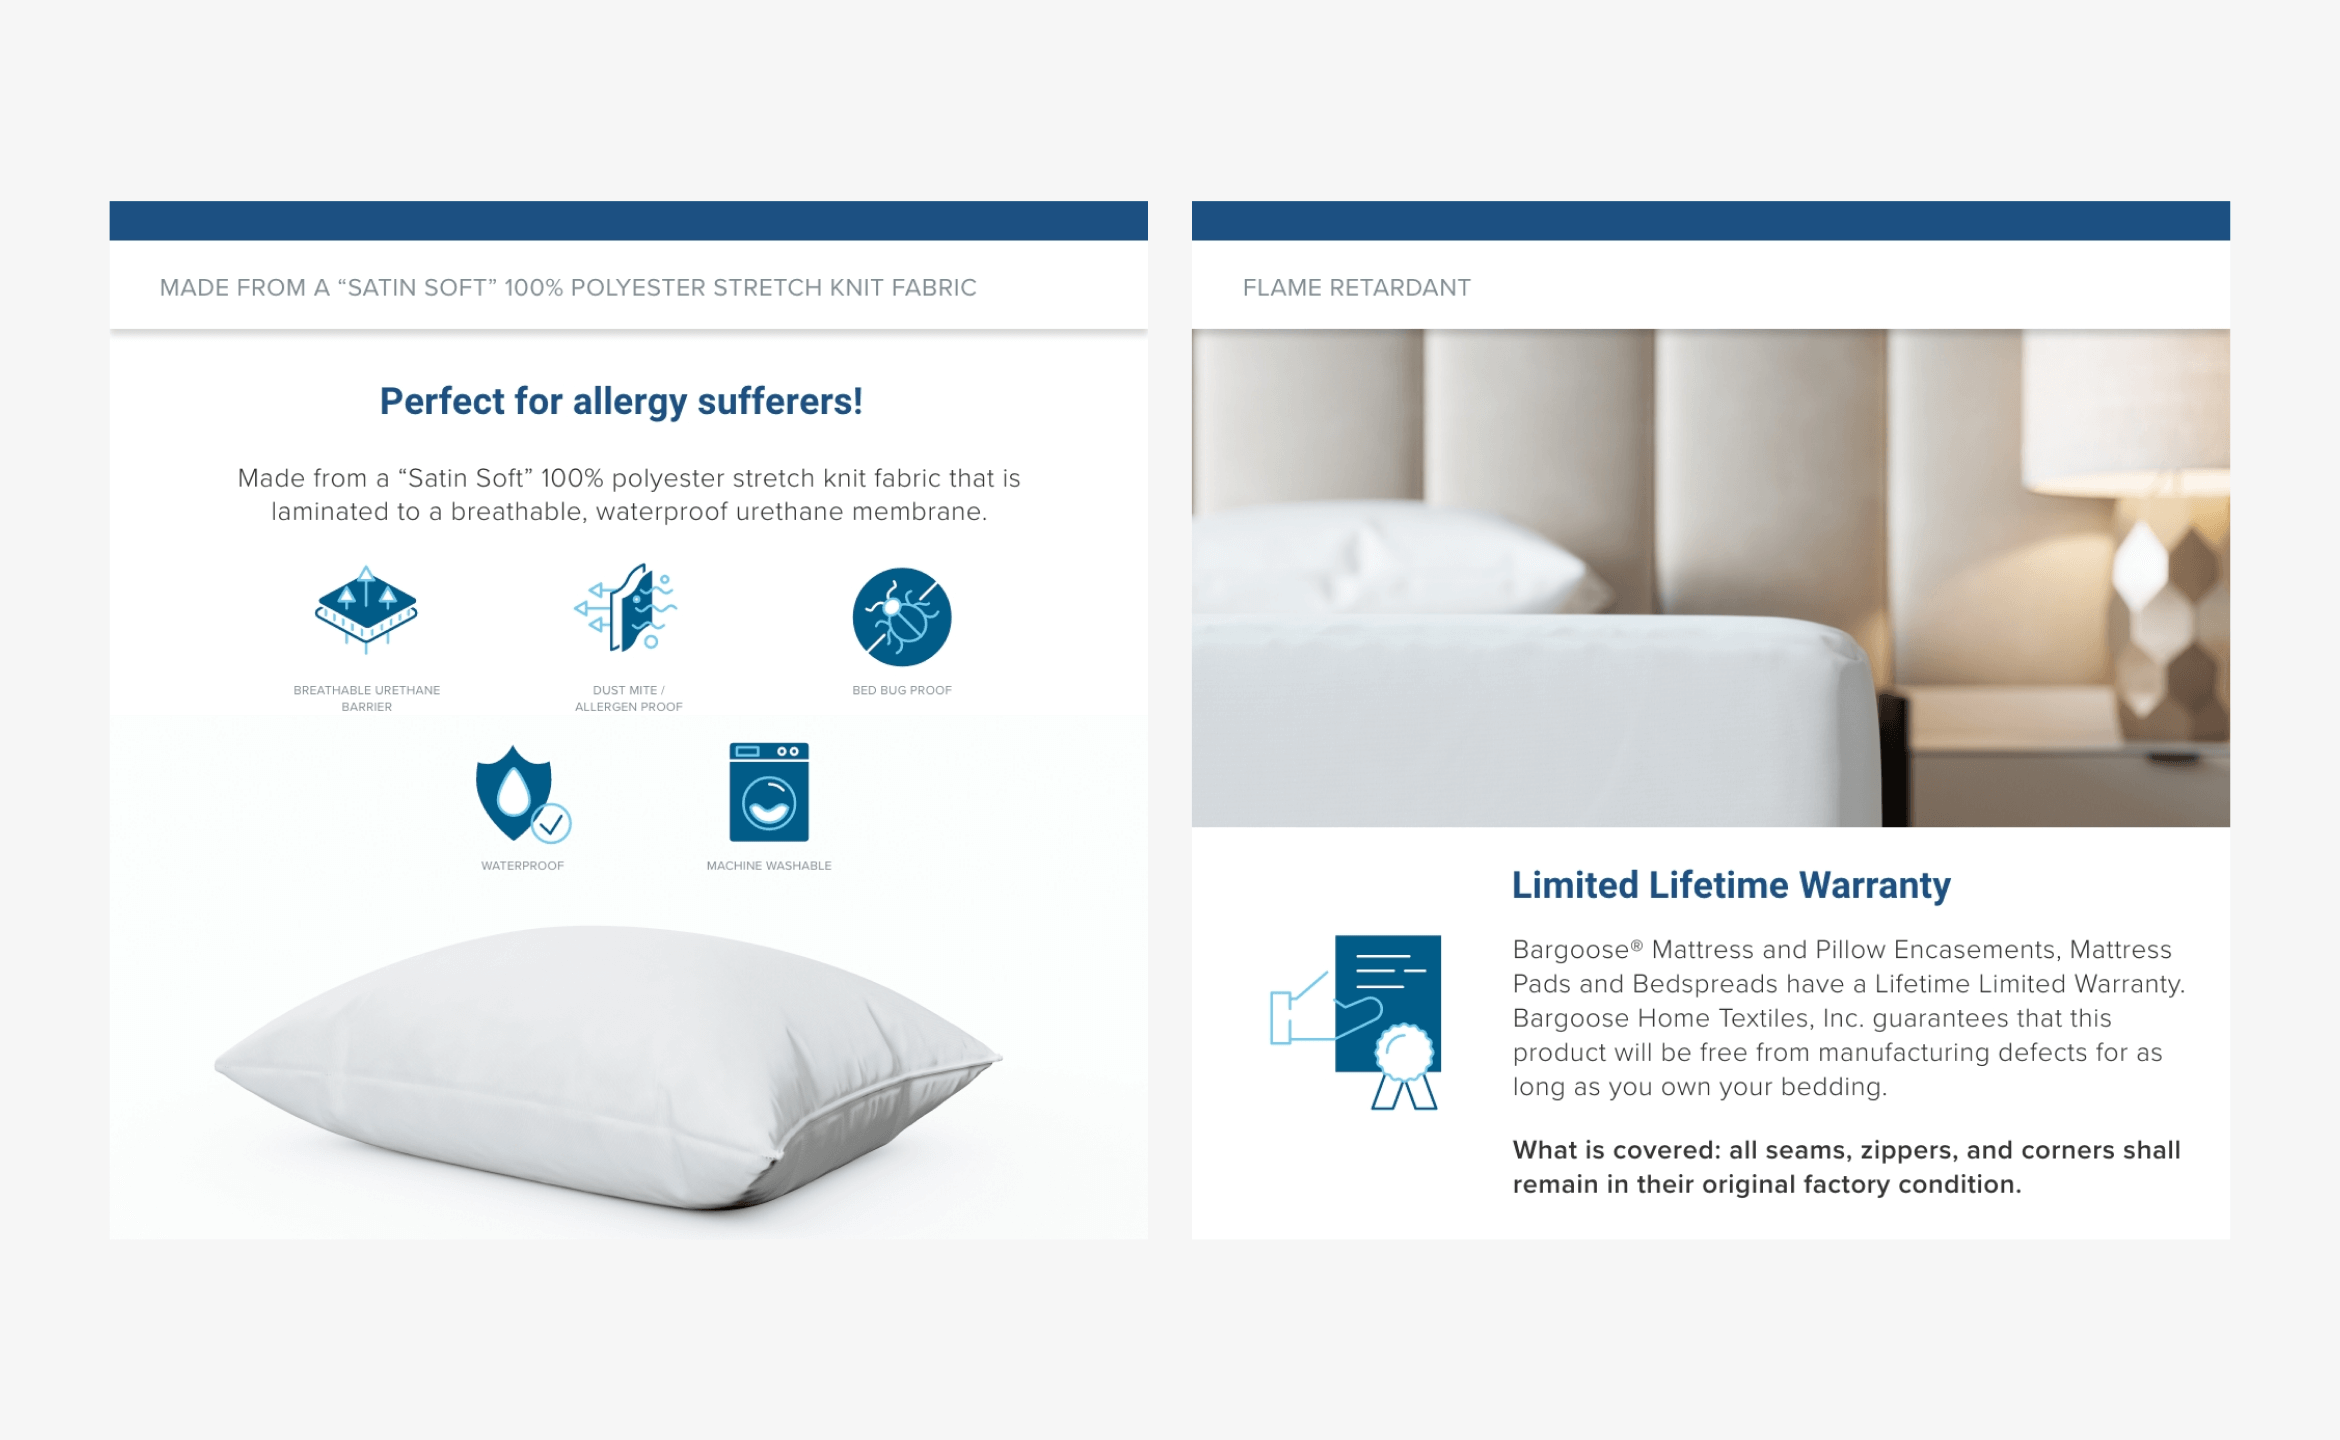 MADE FROM A “SATIN SOFT” 100% POLYESTER STRETCH KNIT FABRIC
Perfect for allergy sufferers!
Made from a “Satin Soft” 100% polyester stretch knit fabric that is
laminated to a breathable, waterproof urethane membrane.
BREATHABLE URETHANE
BARRIER
DUST MITE /
ALLERGEN PROOF
BED BUG PROOF
WATERPROOF
MACHINE WASHABLE
FLAME RETARDANT
Limited Lifetime Warranty
Bargoose® Mattress and Pillow Encasements, Mattress
Pads and Bedspreads have a Lifetime Limited Warranty.
Bargoose Home Textiles, Inc. guarantees that this
product will be free from manufacturing defects for as
long as you own your bedding.
What is covered: all seams, zippers, and corners shall
remain in their original factory condition.